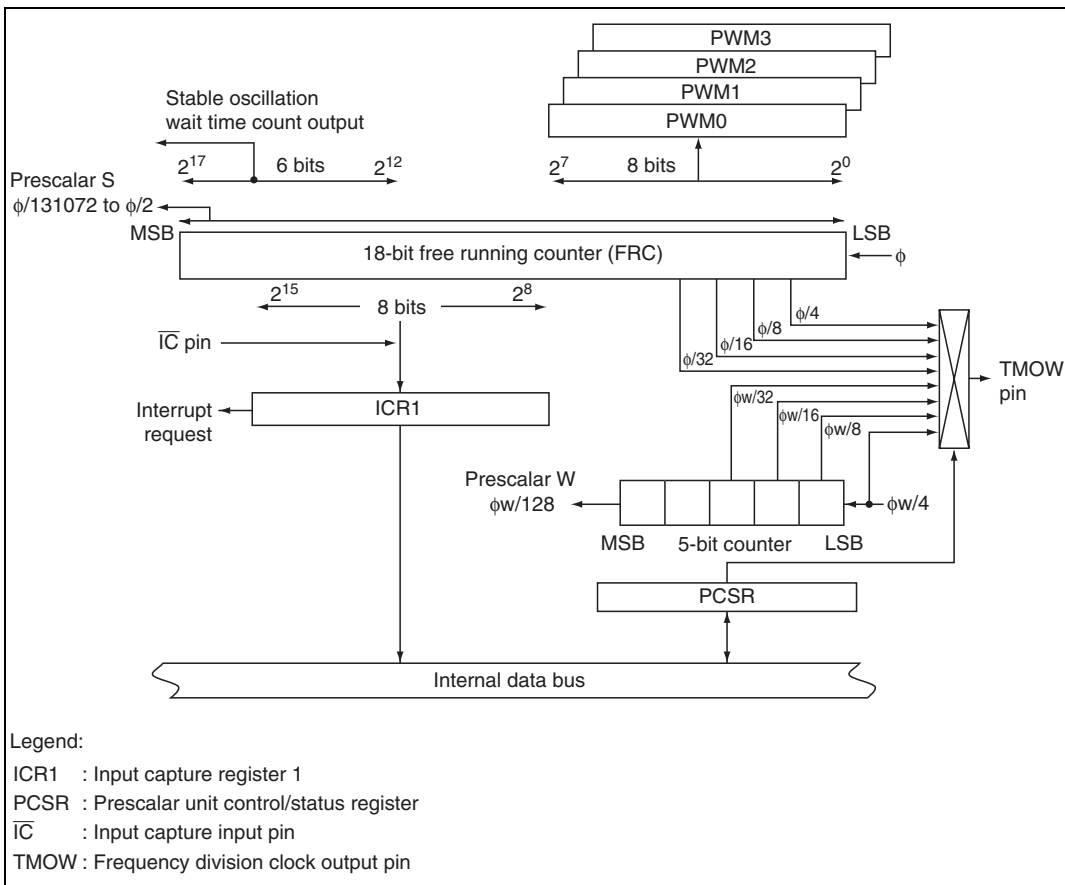 PWM3
PWM2
PWM1
PWM0
Stable oscillation
wait time count output
2^17 6 bits 2^12
2^7 8 bits 2^0
Prescalar S
ϕ/131072 to ϕ/2
MSB
LSB
18-bit free running counter (FRC)
ϕ
2^15 8 bits 2^8
ϕ/4
ϕ/8
ϕ/16
ϕ/32
I̅C̅ pin
TMOW
pin
ICR1
Interrupt
request
ϕw/32
ϕw/16
ϕw/8
Prescalar W
ϕw/128
ϕw/4
MSB 5-bit counter LSB
PCSR
Internal data bus
Legend:
ICR1 : Input capture register 1
PCSR : Prescalar unit control/status register
I̅C̅ : Input capture input pin
TMOW : Frequency division clock output pin